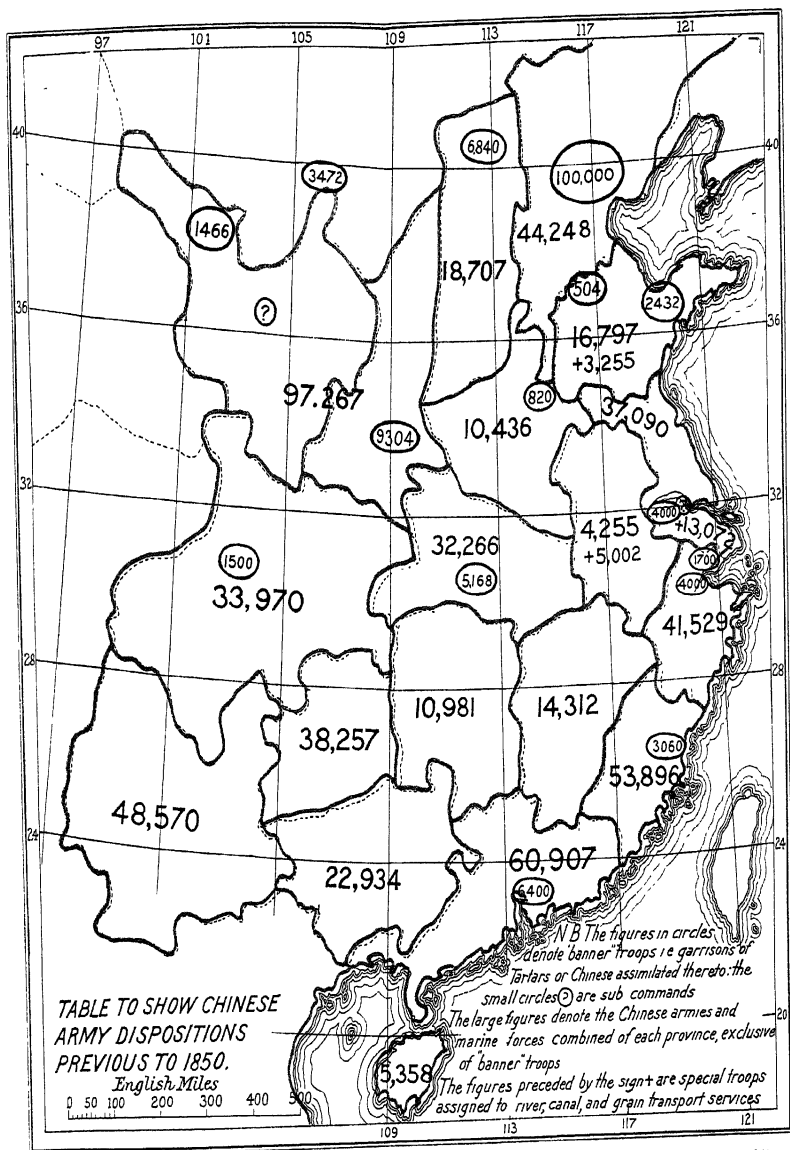 97 101 105 109 113 117 121
40 6840 40
3472 100,000
1466 44,248
18,707
504
? 2432
36 16,797 36
+3,255
97.267 820 37,090
10,436
9304
32 32
4000
4,255 +13,07
32,266
+5,002
1500 5,168 1700
4000
33,970
41,529
28 28
10,981 14,312
38,257
3060
53,896
48,570
24 60,907 24
22,934
6400
N B The figures in circles
denote "banner" troops i e garrisons of
Tartars or Chinese assimilated thereto: the
small circles ? are sub commands
The large figures denote the Chinese armies and
marine forces combined of each province, exclusive
of "banner" troops
The figures preceded by the sign + are special troops
assigned to river, canal, and grain transport services
20
TABLE TO SHOW CHINESE
ARMY DISPOSITIONS
PREVIOUS TO 1850.
English Miles
0 50 100 200 300 400 500
5,358
109 113 117 121